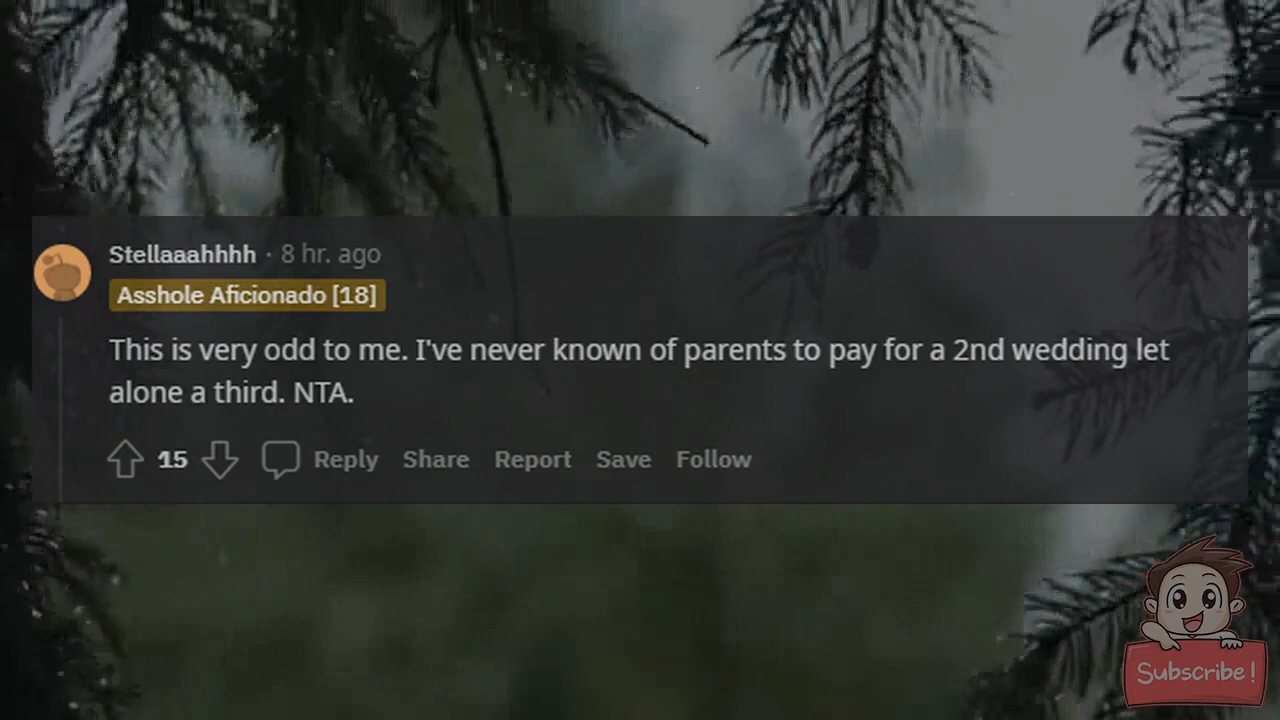 Stellaaahhhh · 8 hr. ago
Asshole Aficionado [18]
This is very odd to me. I've never known of parents to pay for a 2nd wedding let
alone a third. NTA.
15 Reply Share Report Save Follow
Subscribe!